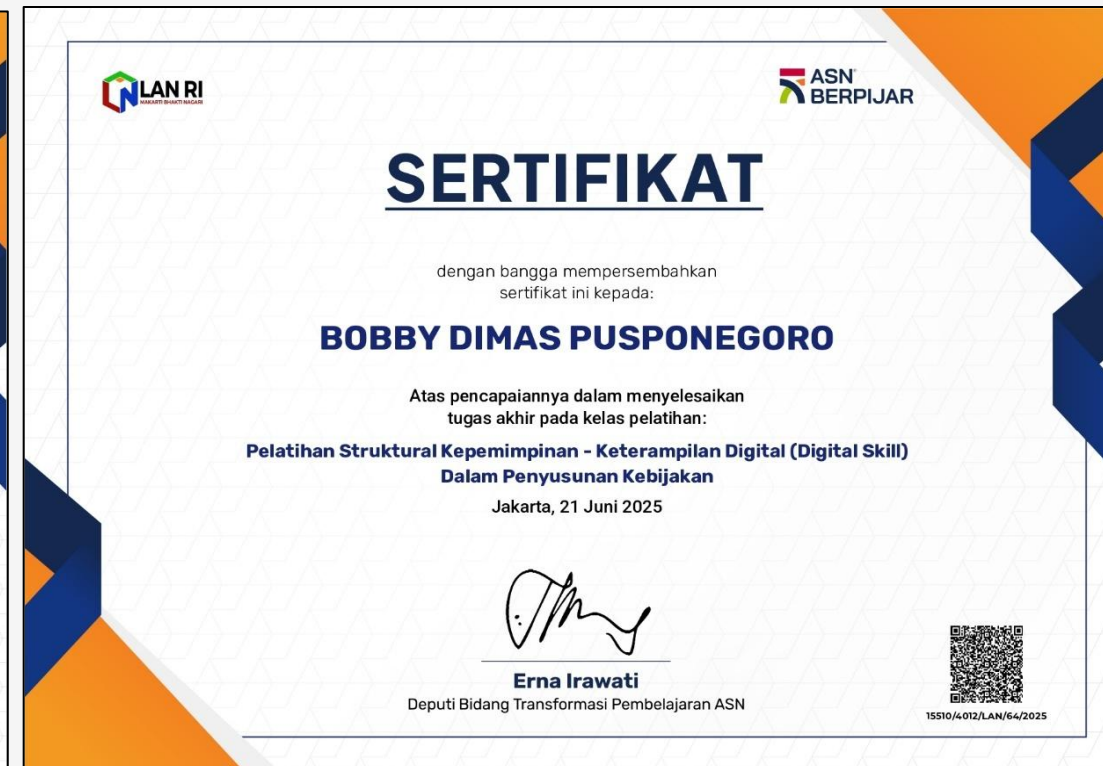 LAN RI
MAKARTI BHAKTI NAGARI
ASN
BERPIJAR
SERTIFIKAT
dengan bangga mempersembahkan
sertifikat ini kepada:
BOBBY DIMAS PUSPONEGORO
Atas pencapaiannya dalam menyelesaikan
tugas akhir pada kelas pelatihan:
Pelatihan Struktural Kepemimpinan - Keterampilan Digital (Digital Skill)
Dalam Penyusunan Kebijakan
Jakarta, 21 Juni 2025
Erna Irawati
Deputi Bidang Transformasi Pembelajaran ASN
15510/4012/LAN/64/2025